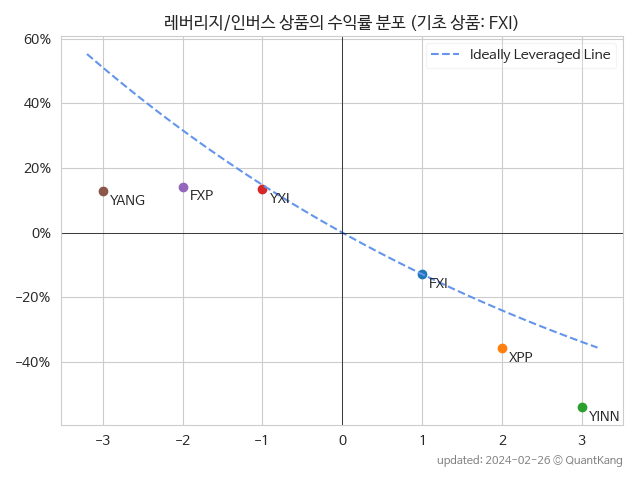 레버리지/인버스 상품의 수익률 분포 (기초 상품: FXI)
60%
Ideally Leveraged Line
40%
20%
YANG
FXP
YXI
0%
FXI
−20%
XPP
−40%
YINN
−3
−2
−1
0
1
2
3
updated: 2024-02-26 © QuantKang